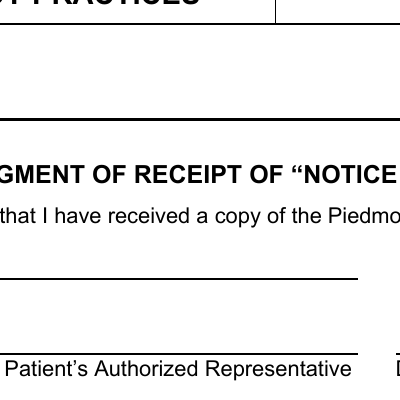 PRACTICES
GMENT OF RECEIPT OF “NOTICE
that I have received a copy of the Piedmo
Patient’s Authorized Representative